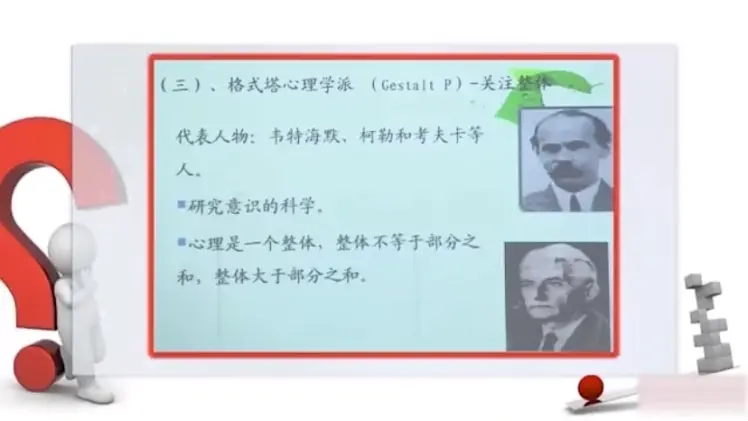 （三）、格式塔心理学派 （Gestalt P）-关注整体
代表人物：韦特海默、柯勒和考夫卡等
人。
研究意识的科学。
心理是一个整体，整体不等于部分之
和，整体大于部分之和。